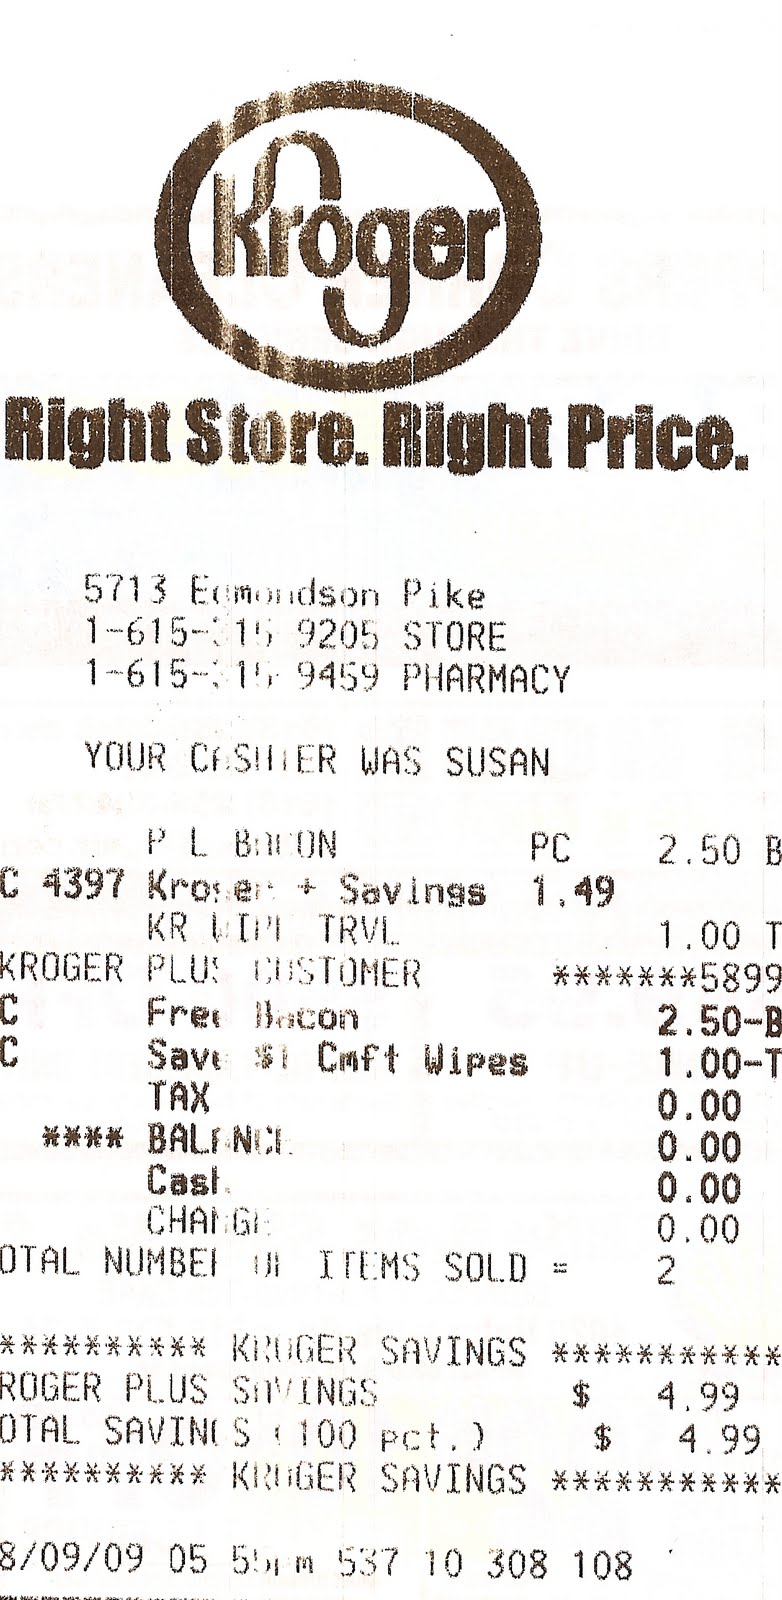 Kroger
Right Store. Right Price.
5713 Edmondson Pike
1-615-315 9205 STORE
1-615-315 9459 PHARMACY
YOUR CASHIER WAS SUSAN
P L BACON PC 2.50 B
C 4397 Kroger + Savings 1.49
KR WIPE TRVL 1.00 T
KROGER PLUS CUSTOMER *******5899
C Free Bacon 2.50-B
C Save $1 Cmft Wipes 1.00-T
TAX 0.00
**** BALANCE 0.00
Cash 0.00
CHANGE 0.00
OTAL NUMBER OF ITEMS SOLD = 2
********** KROGER SAVINGS ***********
ROGER PLUS SAVINGS $ 4.99
OTAL SAVINGS (100 pct.) $ 4.99
********** KROGER SAVINGS ***********
8/09/09 05 55pm 537 10 308 108